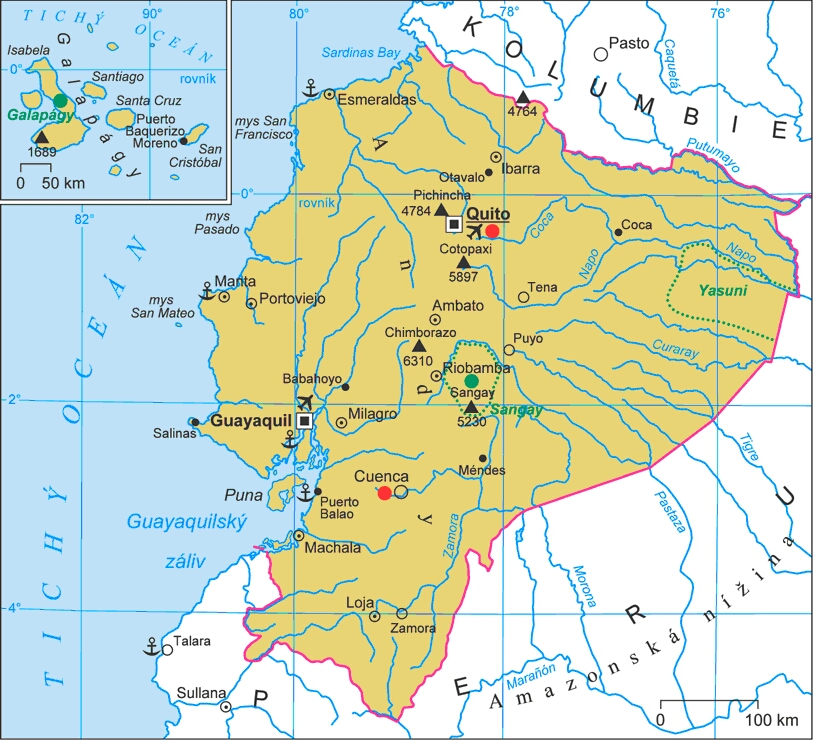 90°
TICHÝ OCEÁN
Isabela
0°
rovník
Galapágy
Santiago
Galapágy
Santa Cruz
Puerto
Baquerizo
Moreno
San
Cristóbal
1689
0 50 km
80°
78°
76°
Sardinas Bay
KOLUMBIE
Pasto
Caquetá
4764
Esmeraldas
mys San
Francisco
Putumayo
Otavalo
Ibarra
Pichincha
4784
Quito
0°
rovník
mys
Pasado
82°
Coca
Coca
Cotopaxi
5897
Napo
Napo
Yasuni
Manta
Portoviejo
mys
San Mateo
Tena
Ambato
Chimborazo
6310
Puyo
Curaray
Riobamba
Babahoyo
Sangay
5230
Sangay
2°
Guayaquil
Milagro
Salinas
Méndes
Tigre
Cuenca
Puna
Puerto
Balao
Guayaquilský
záliv
Machala
Zamora
Pastaza
Morona
4°
Loja
Zamora
Talara
Sullana
Marañón
Andy
TICHÝ OCEÁN
PERU
Amazonská nížina
0 100 km